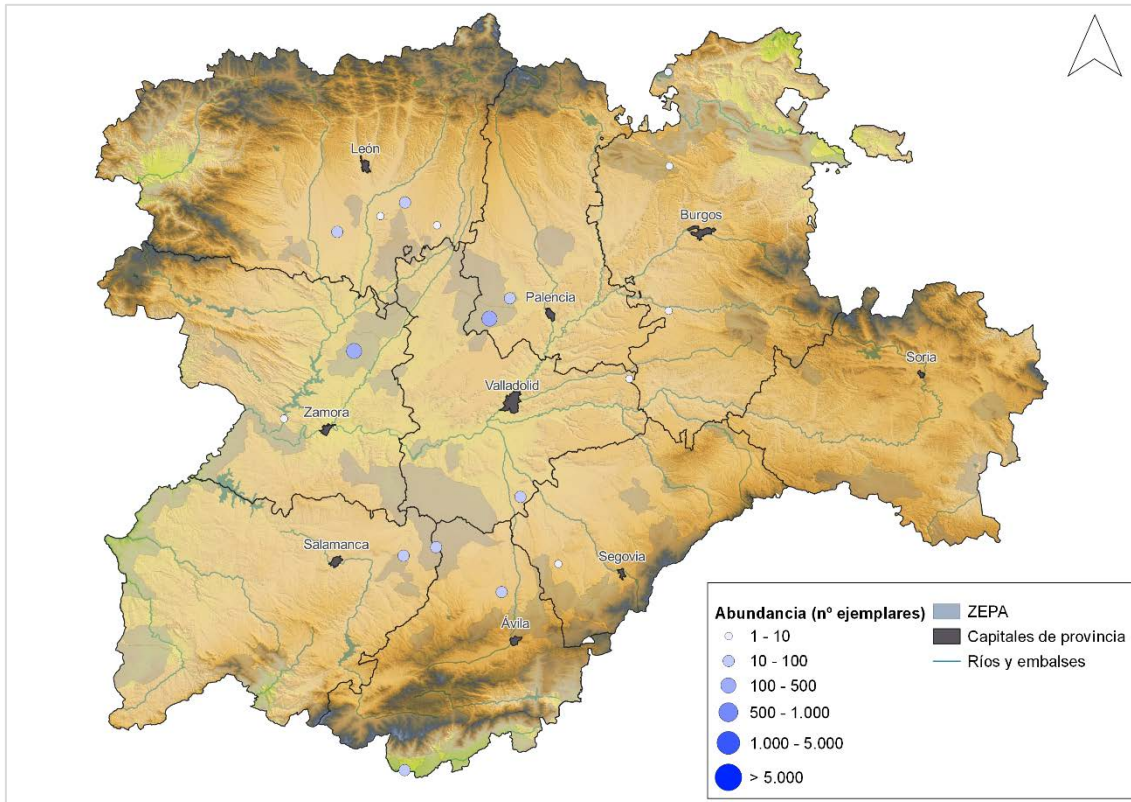 León
Burgos
Palencia
Soria
Valladolid
Zamora
Salamanca
Segovia
Ávila
Abundancia (nº ejemplares)
1 - 10
10 - 100
100 - 500
500 - 1.000
1.000 - 5.000
> 5.000
ZEPA
Capitales de provincia
Ríos y embalses